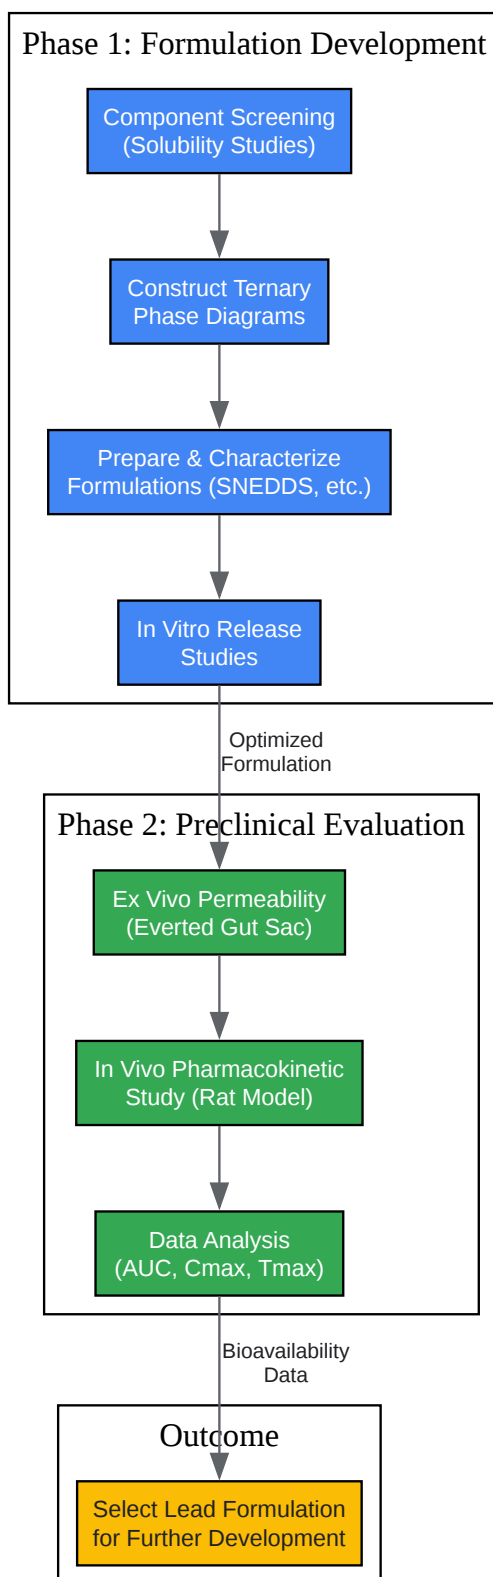 Phase 1: Formulation Development
Component Screening
(Solubility Studies)
Construct Ternary
Phase Diagrams
Prepare & Characterize
Formulations (SNEDDS, etc.)
In Vitro Release
Studies
Optimized
Formulation
Phase 2: Preclinical Evaluation
Ex Vivo Permeability
(Everted Gut Sac)
In Vivo Pharmacokinetic
Study (Rat Model)
Data Analysis
(AUC, Cmax, Tmax)
Bioavailability
Data
Outcome
Select Lead Formulation
for Further Development